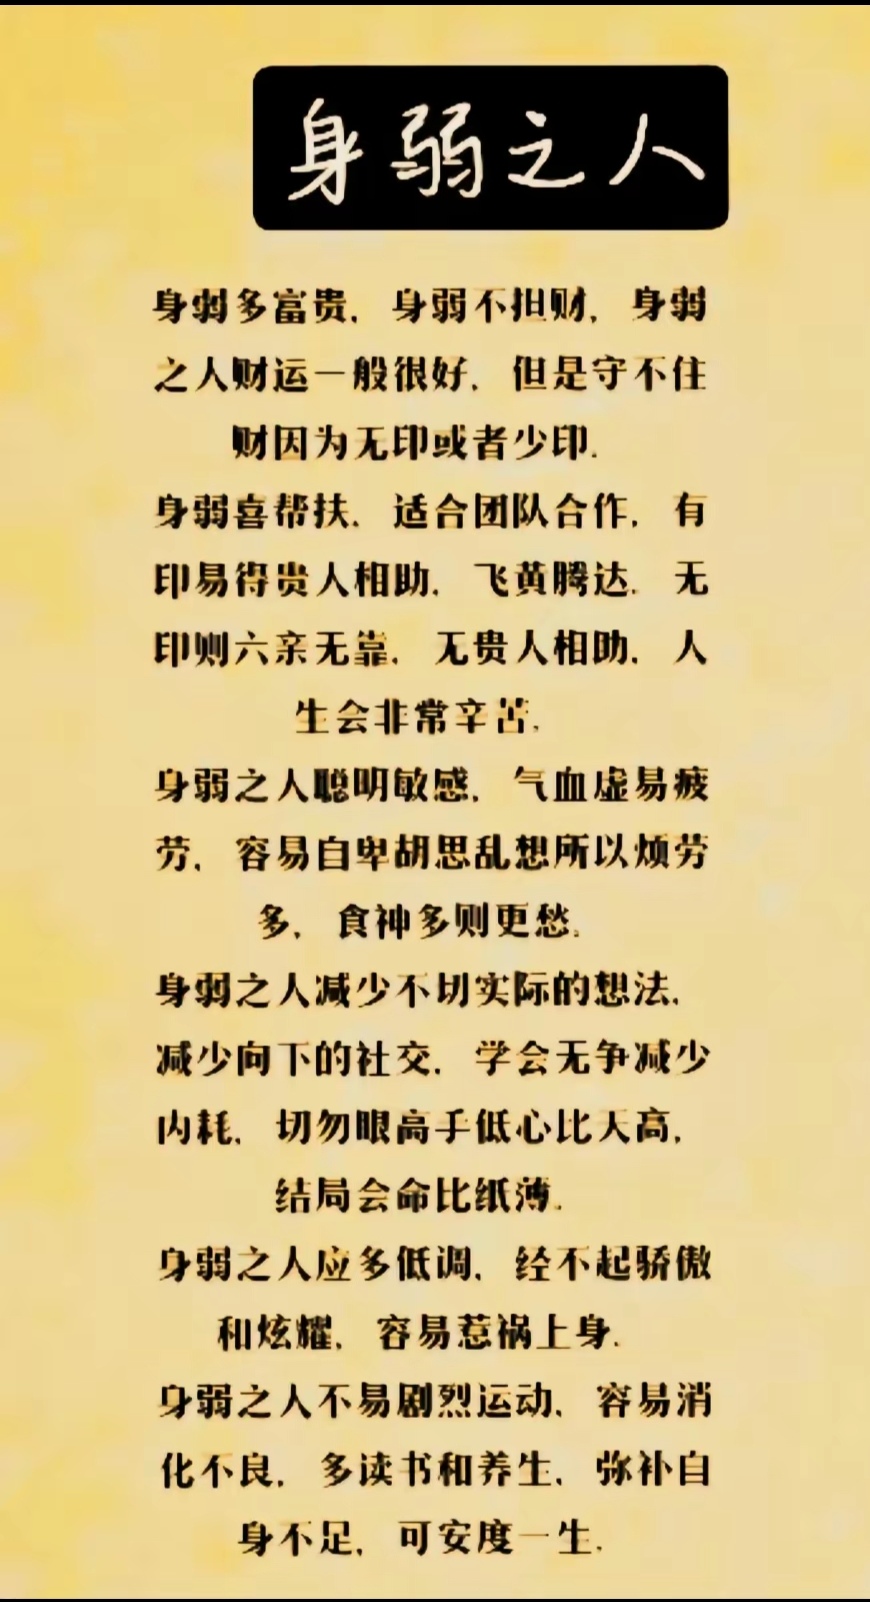 身弱之人
身弱多富贵，身弱不担财，身弱
之人财运一般很好，但是守不住
财因为无印或者少印.
身弱喜帮扶，适合团队合作，有
印易得贵人相助，飞黄腾达，无
印则六亲无靠，无贵人相助，人
生会非常辛苦.
身弱之人聪明敏感，气血虚易疲
劳，容易自卑胡思乱想所以烦劳
多，食神多则更愁.
身弱之人减少不切实际的想法，
减少向下的社交，学会无争减少
内耗，切勿眼高手低心比天高，
结局会命比纸薄.
身弱之人应多低调，经不起骄傲
和炫耀，容易惹祸上身.
身弱之人不易剧烈运动，容易消
化不良，多读书和养生，弥补自
身不足，可安度一生.